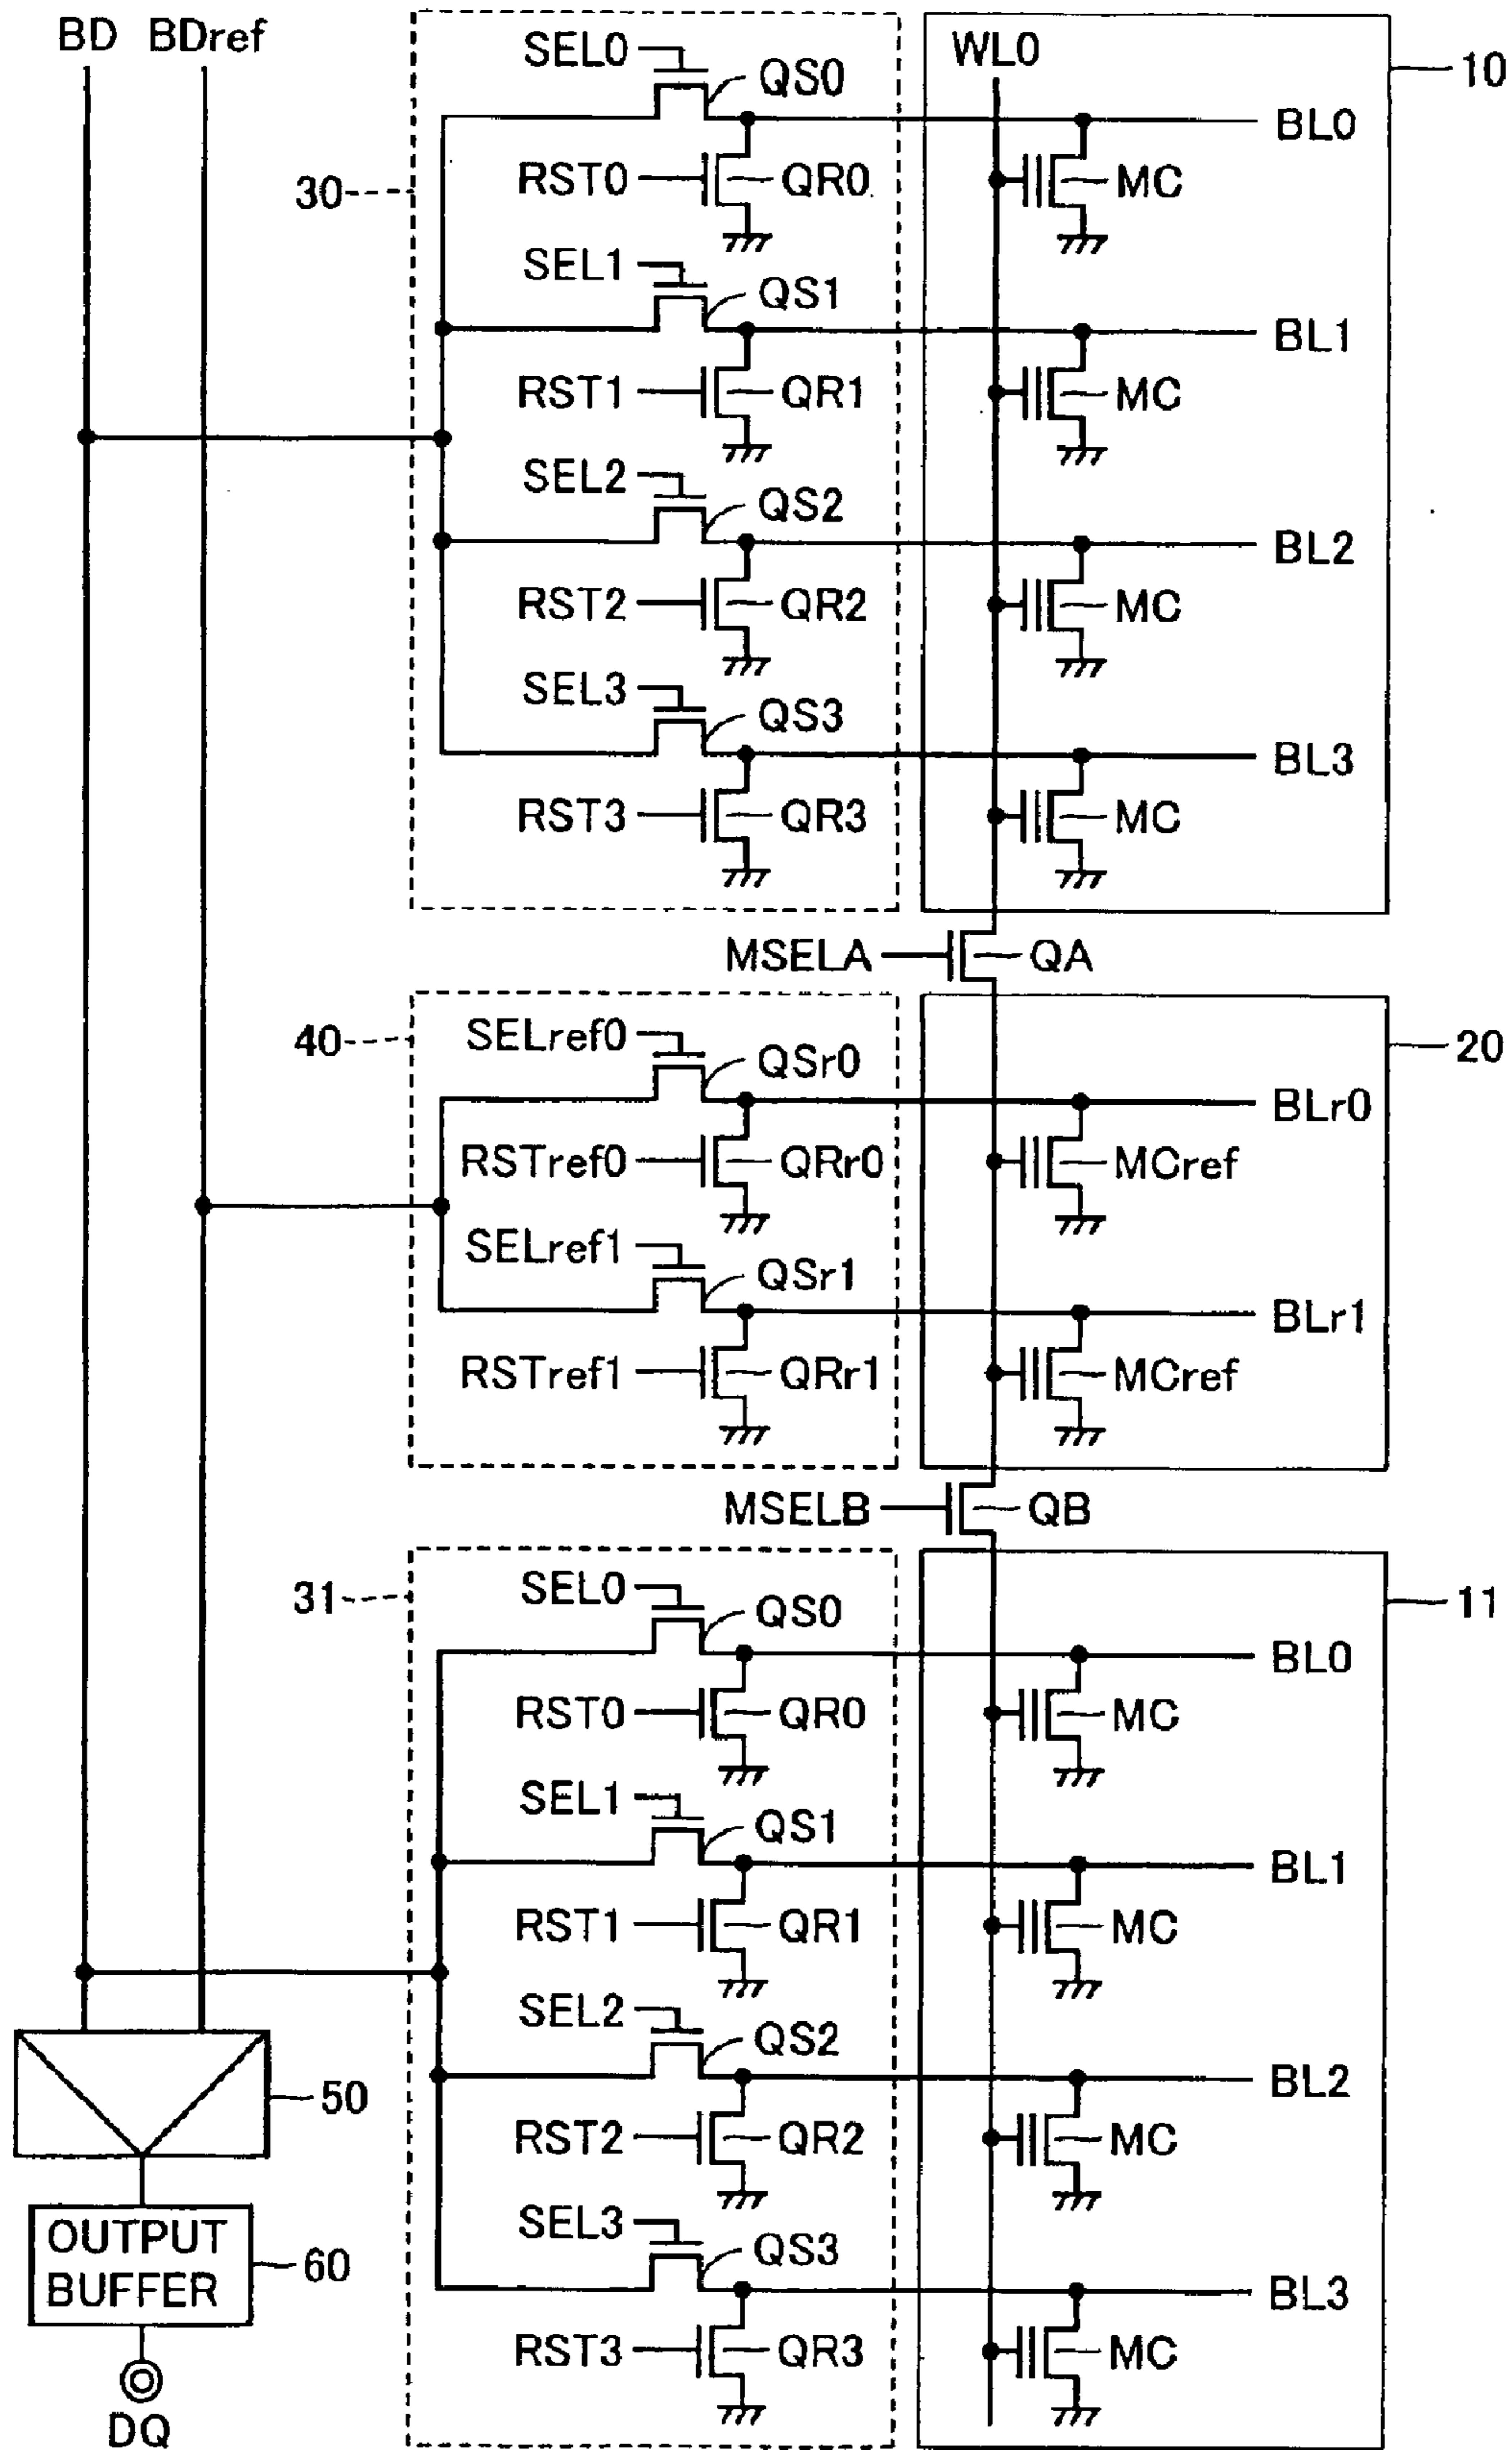 BD BDref
SEL0 QS0 WL0 10
BL0
30 RST0 QR0 MC
SEL1 QS1
BL1
RST1 QR1 MC
SEL2 QS2
BL2
RST2 QR2 MC
SEL3 QS3
BL3
RST3 QR3 MC
MSELA QA
40 SELref0 QSr0 20
BLr0
RSTref0 QRr0 MCref
SELref1 QSr1
BLr1
RSTref1 QRr1 MCref
MSELB QB
31 SEL0 QS0 11
BL0
RST0 QR0 MC
SEL1 QS1
BL1
RST1 QR1 MC
SEL2 QS2
50 BL2
RST2 QR2 MC
SEL3 QS3
OUTPUT
BUFFER
60 BL3
RST3 QR3 MC
DQ